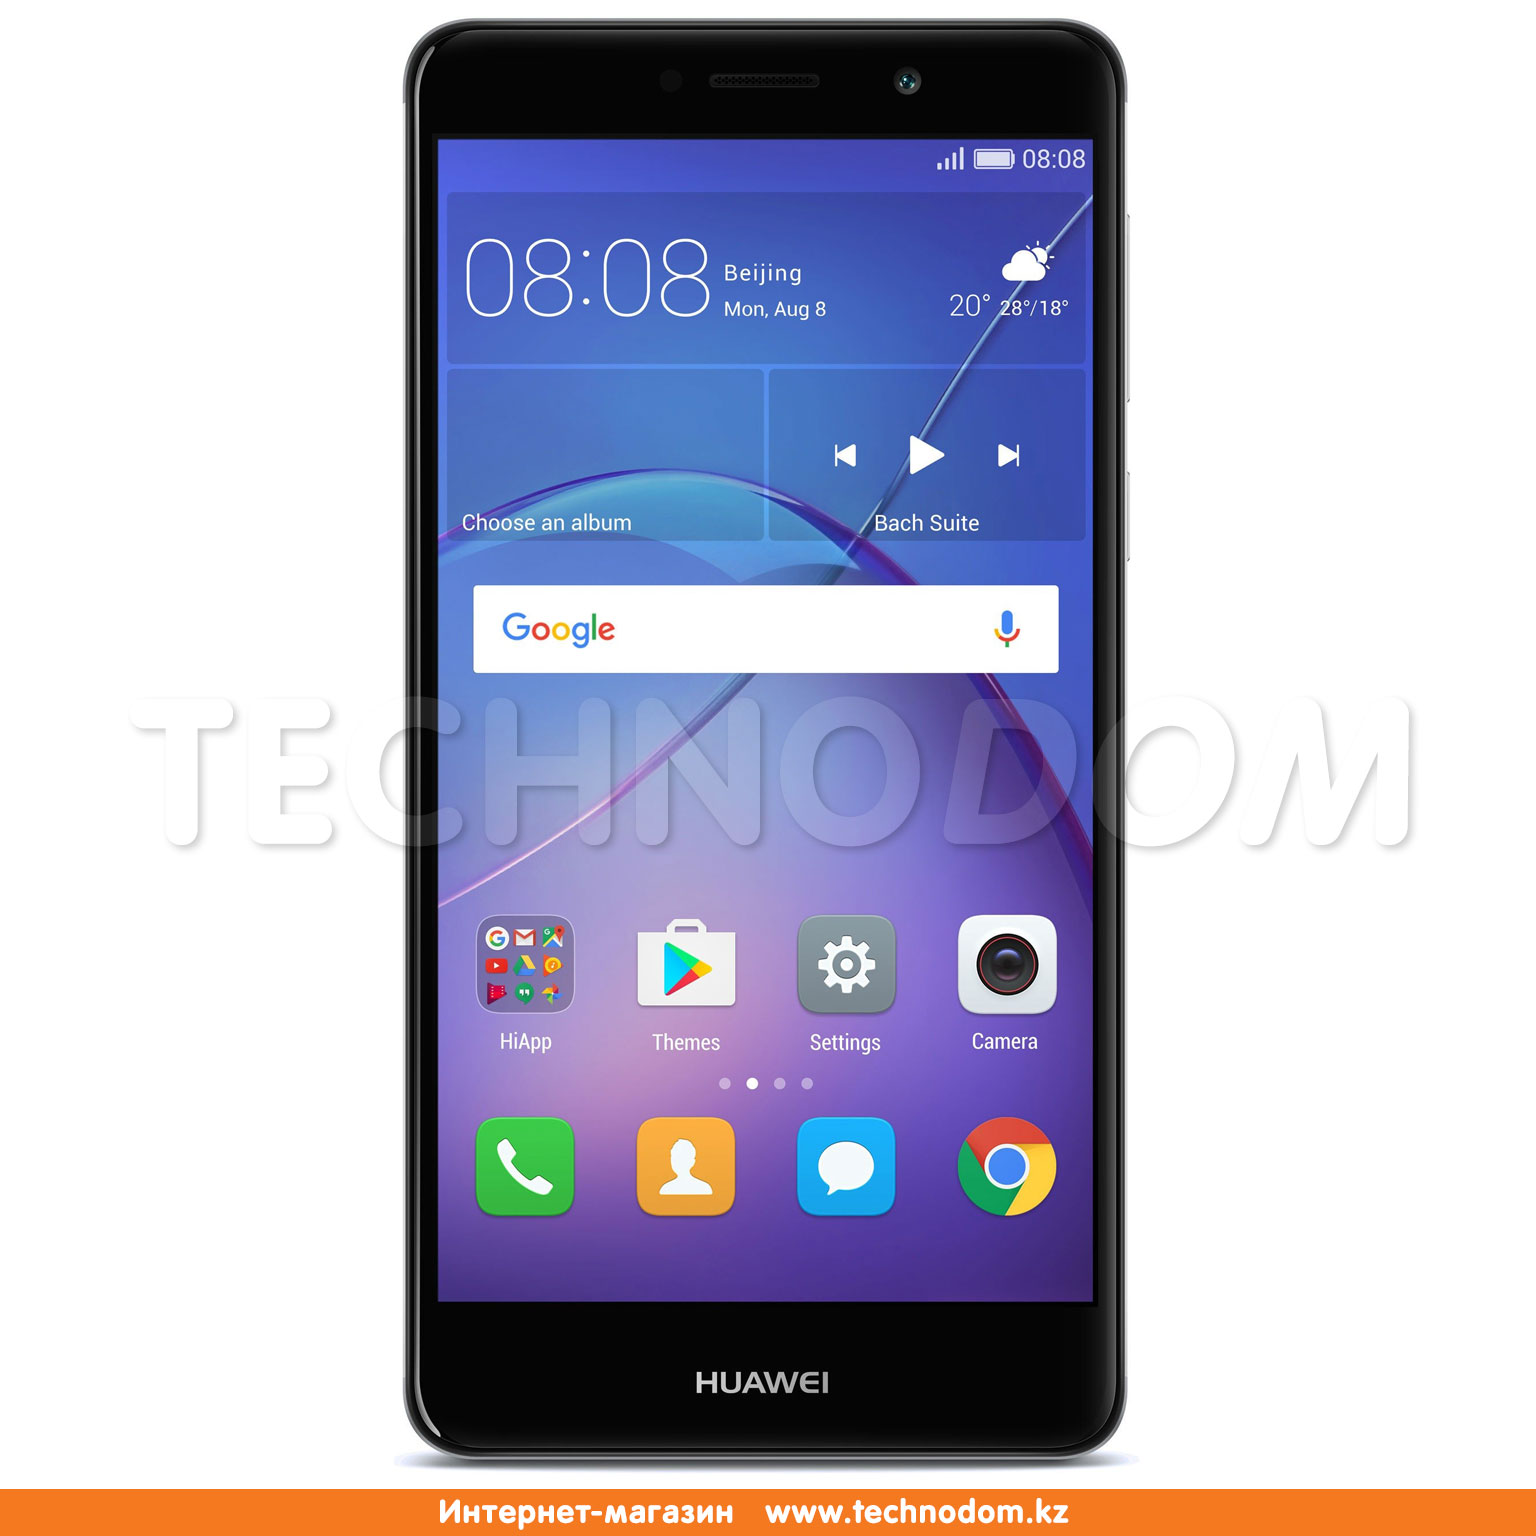 08:08
08:08
Beijing
Mon, Aug 8
20° 28°/18°
Choose an album
Bach Suite
Google
TECHNODOM
HiApp
Themes
Settings
Camera
HUAWEI
Интернет-магазин www.technodom.kz